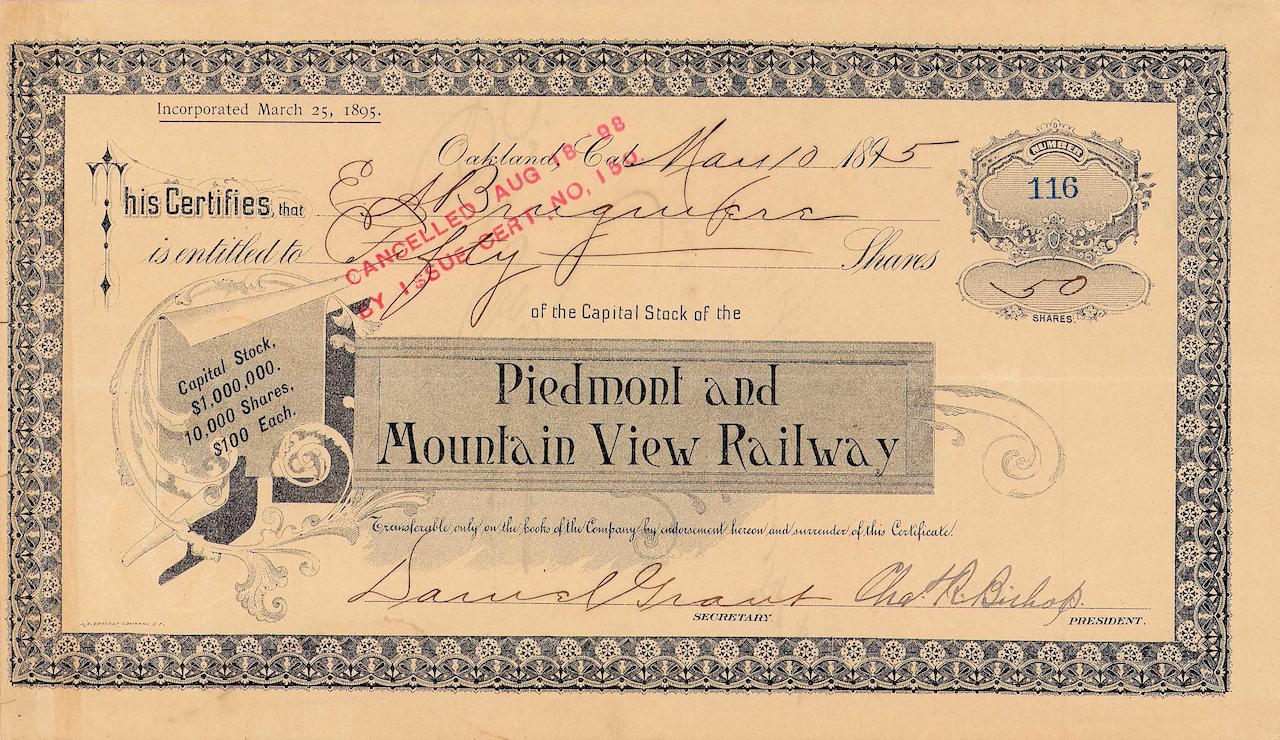 Incorporated March 25, 1895.
Oakland, Cal. May 10 1895
NUMBER
116
This Certifies, that E A Bruguiere
is entitled to Fifty Shares
50
SHARES.
CANCELLED AUG 18 98
BY ISSUE CERT. NO, 150.
of the Capital Stock of the
Capital Stock,
$1,000,000.
10,000 Shares,
$100 Each.
Piedmont and
Mountain View Railway
Transferable only on the books of the Company by endorsement hereon and surrender of this Certificate.
Daniel Grant Chas R. Bishop.
SECRETARY. PRESIDENT.
COMPANY, S.F.